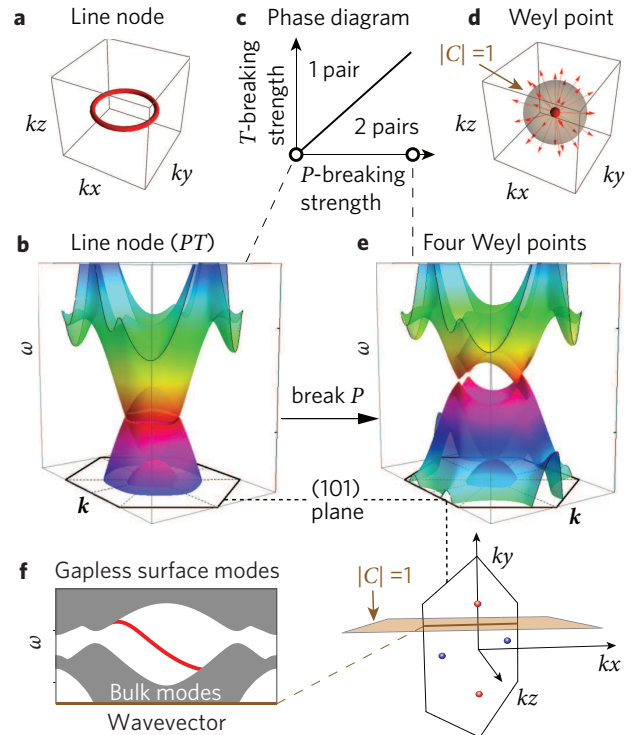 a Line node
kz
kx
ky
c Phase diagram
T-breaking
strength
1 pair
2 pairs
P-breaking
strength
d Weyl point
|C| =1
kz
kx
ky
b Line node (PT)
ω
k
break P
e Four Weyl points
ω
k
(101)
plane
f Gapless surface modes
ω
Bulk modes
Wavevector
|C| =1
ky
kx
kz